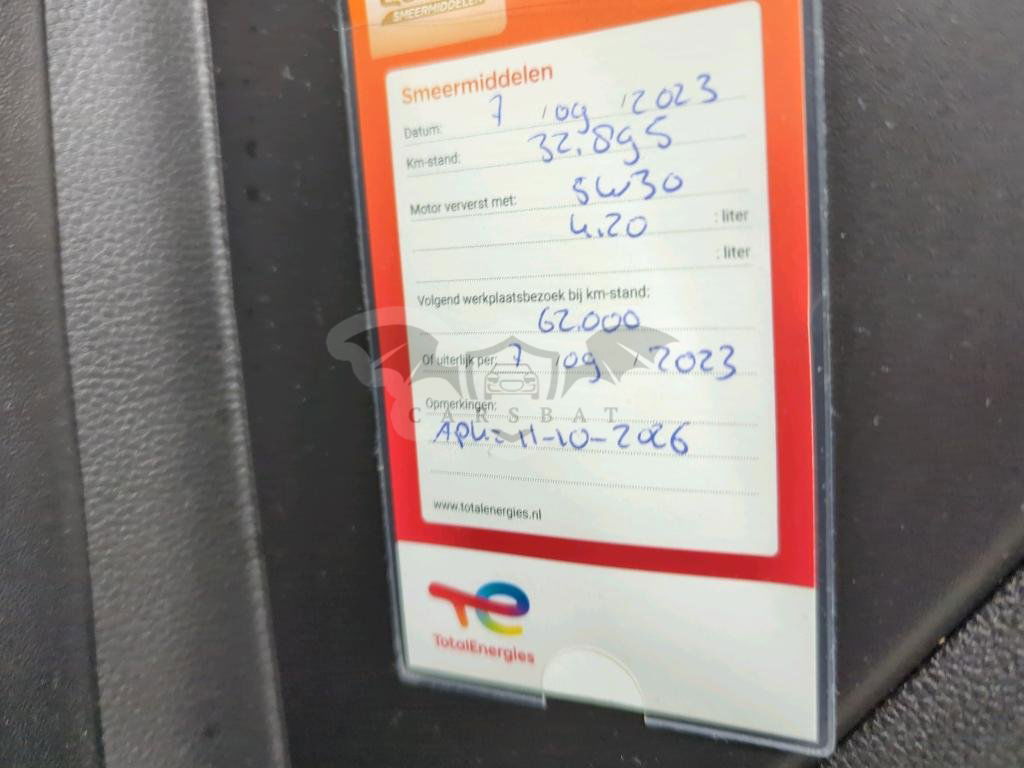 SMEERMIDDELEN
Smeermiddelen
Datum: 7 / 09 / 2023
Km-stand: 32.895
Motor ververst met: 5W30
4.20 : liter
: liter
Volgend werkplaatsbezoek bij km-stand:
62.000
Of uiterlijk per: 7 / 09 / 2023
Opmerkingen:
CARSBAT
APK= 11-10-2026
www.totalenergies.nl
TotalEnergies